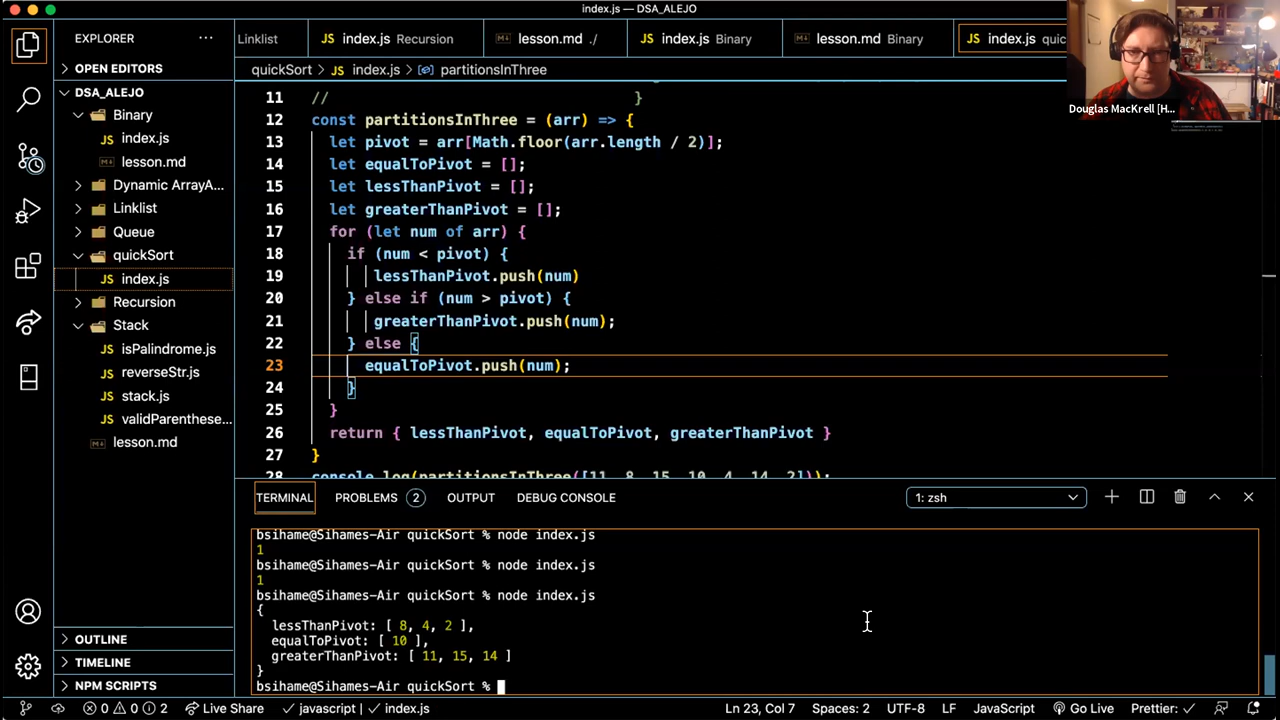 index.js — DSA_ALEJO
EXPLORER
OPEN EDITORS
DSA_ALEJO
Binary
index.js
lesson.md
Dynamic ArrayA...
Linklist
Queue
quickSort
index.js
Recursion
Stack
isPalindrome.js
reverseStr.js
stack.js
validParenthese...
lesson.md
OUTLINE
TIMELINE
NPM SCRIPTS
Linklist
JS index.js Recursion
lesson.md ./
JS index.js Binary
lesson.md Binary
JS index.js
quickSort > JS index.js > partitionsInThree
Douglas MacKrell [H...
11 // }
12 const partitionsInThree = (arr) => {
13 let pivot = arr[Math.floor(arr.length / 2)];
14 let equalToPivot = [];
15 let lessThanPivot = [];
16 let greaterThanPivot = [];
17 for (let num of arr) {
18 if (num < pivot) {
19 lessThanPivot.push(num)
20 } else if (num > pivot) {
21 greaterThanPivot.push(num);
22 } else {
23 equalToPivot.push(num);
24 }
25 }
26 return { lessThanPivot, equalToPivot, greaterThanPivot }
27 }
28 console.log(partitionsInThree([11, 8, 15, 10, 4, 14, 2]));
TERMINAL PROBLEMS 2 OUTPUT DEBUG CONSOLE 1: zsh
bsihame@Sihames-Air quickSort % node index.js
1
bsihame@Sihames-Air quickSort % node index.js
1
bsihame@Sihames-Air quickSort % node index.js
{
lessThanPivot: [ 8, 4, 2 ],
equalToPivot: [ 10 ],
greaterThanPivot: [ 11, 15, 14 ]
}
bsihame@Sihames-Air quickSort %
0 0 2 Live Share javascript | index.js Ln 23, Col 7 Spaces: 2 UTF-8 LF JavaScript Go Live Prettier: